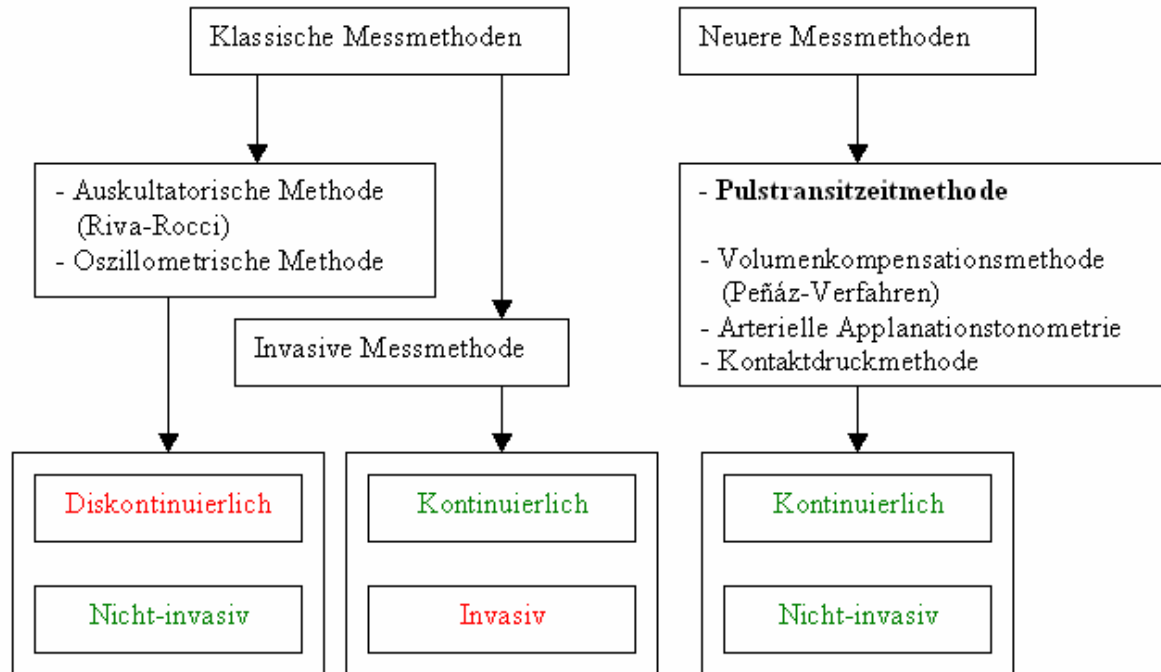 Klassische Messmethoden
Neuere Messmethoden
- Auskultatorische Methode
(Riva-Rocci)
- Oszillometrische Methode
Invasive Messmethode
- Pulstransitzeitmethode
- Volumenkompensationsmethode
(Peñáz-Verfahren)
- Arterielle Applanationstonometrie
- Kontaktdruckmethode
Diskontinuierlich
Nicht-invasiv
Kontinuierlich
Invasiv
Kontinuierlich
Nicht-invasiv